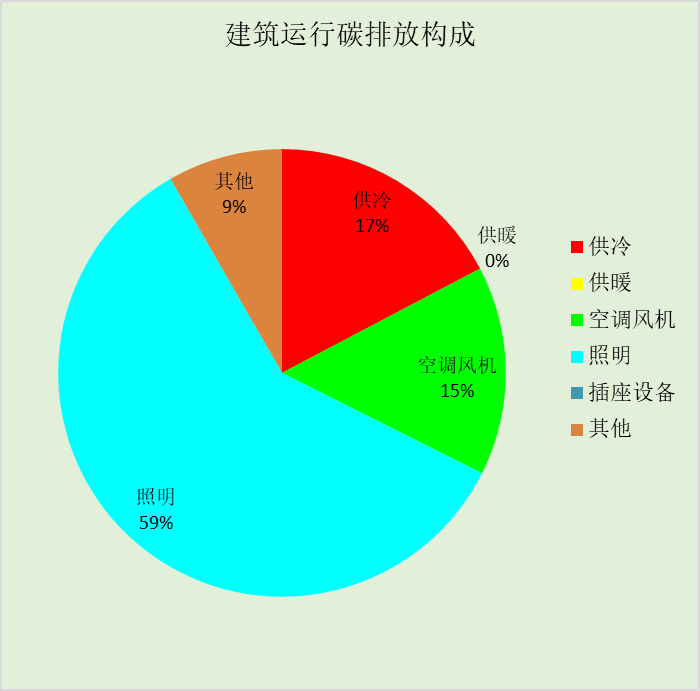 建筑运行碳排放构成
其他
9%
供冷
17%
供暖
0%
空调风机
15%
照明
59%
供冷
供暖
空调风机
照明
插座设备
其他